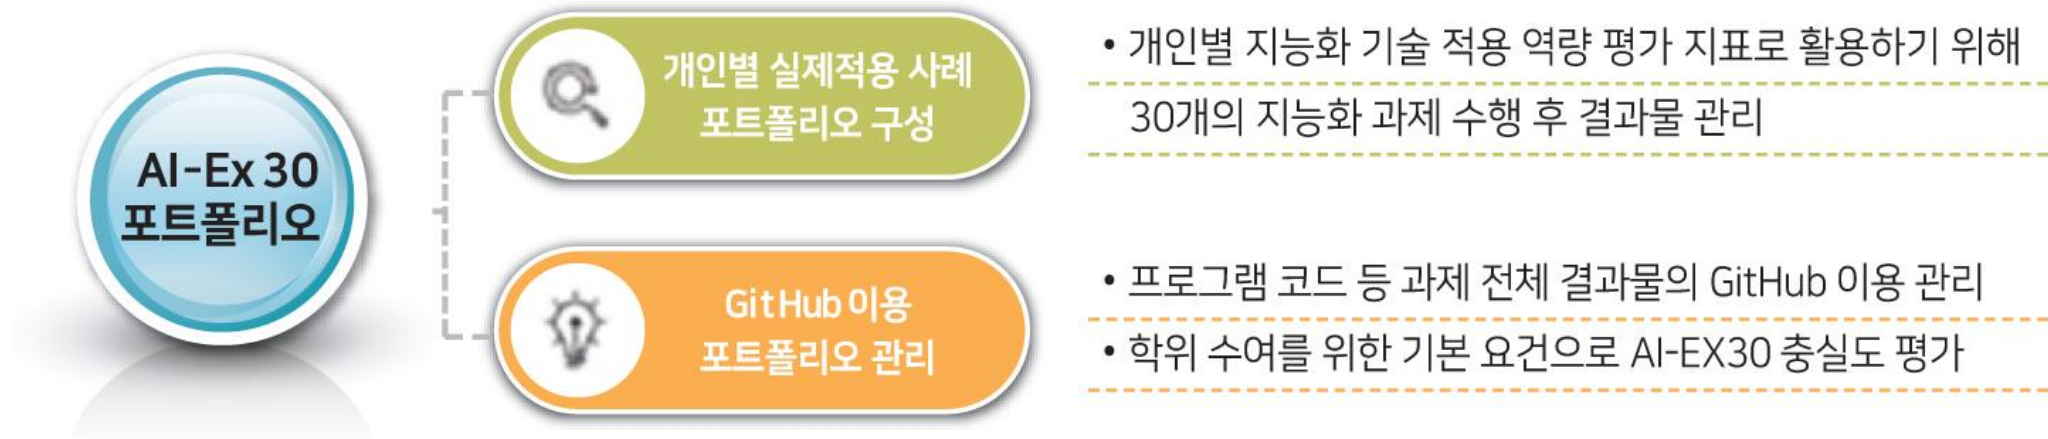 AI-Ex 30
포트폴리오
개인별 실제적용 사례
포트폴리오 구성
• 개인별 지능화 기술 적용 역량 평가 지표로 활용하기 위해
30개의 지능화 과제 수행 후 결과물 관리
GitHub 이용
포트폴리오 관리
• 프로그램 코드 등 과제 전체 결과물의 GitHub 이용 관리
• 학위 수여를 위한 기본 요건으로 AI-EX30 충실도 평가